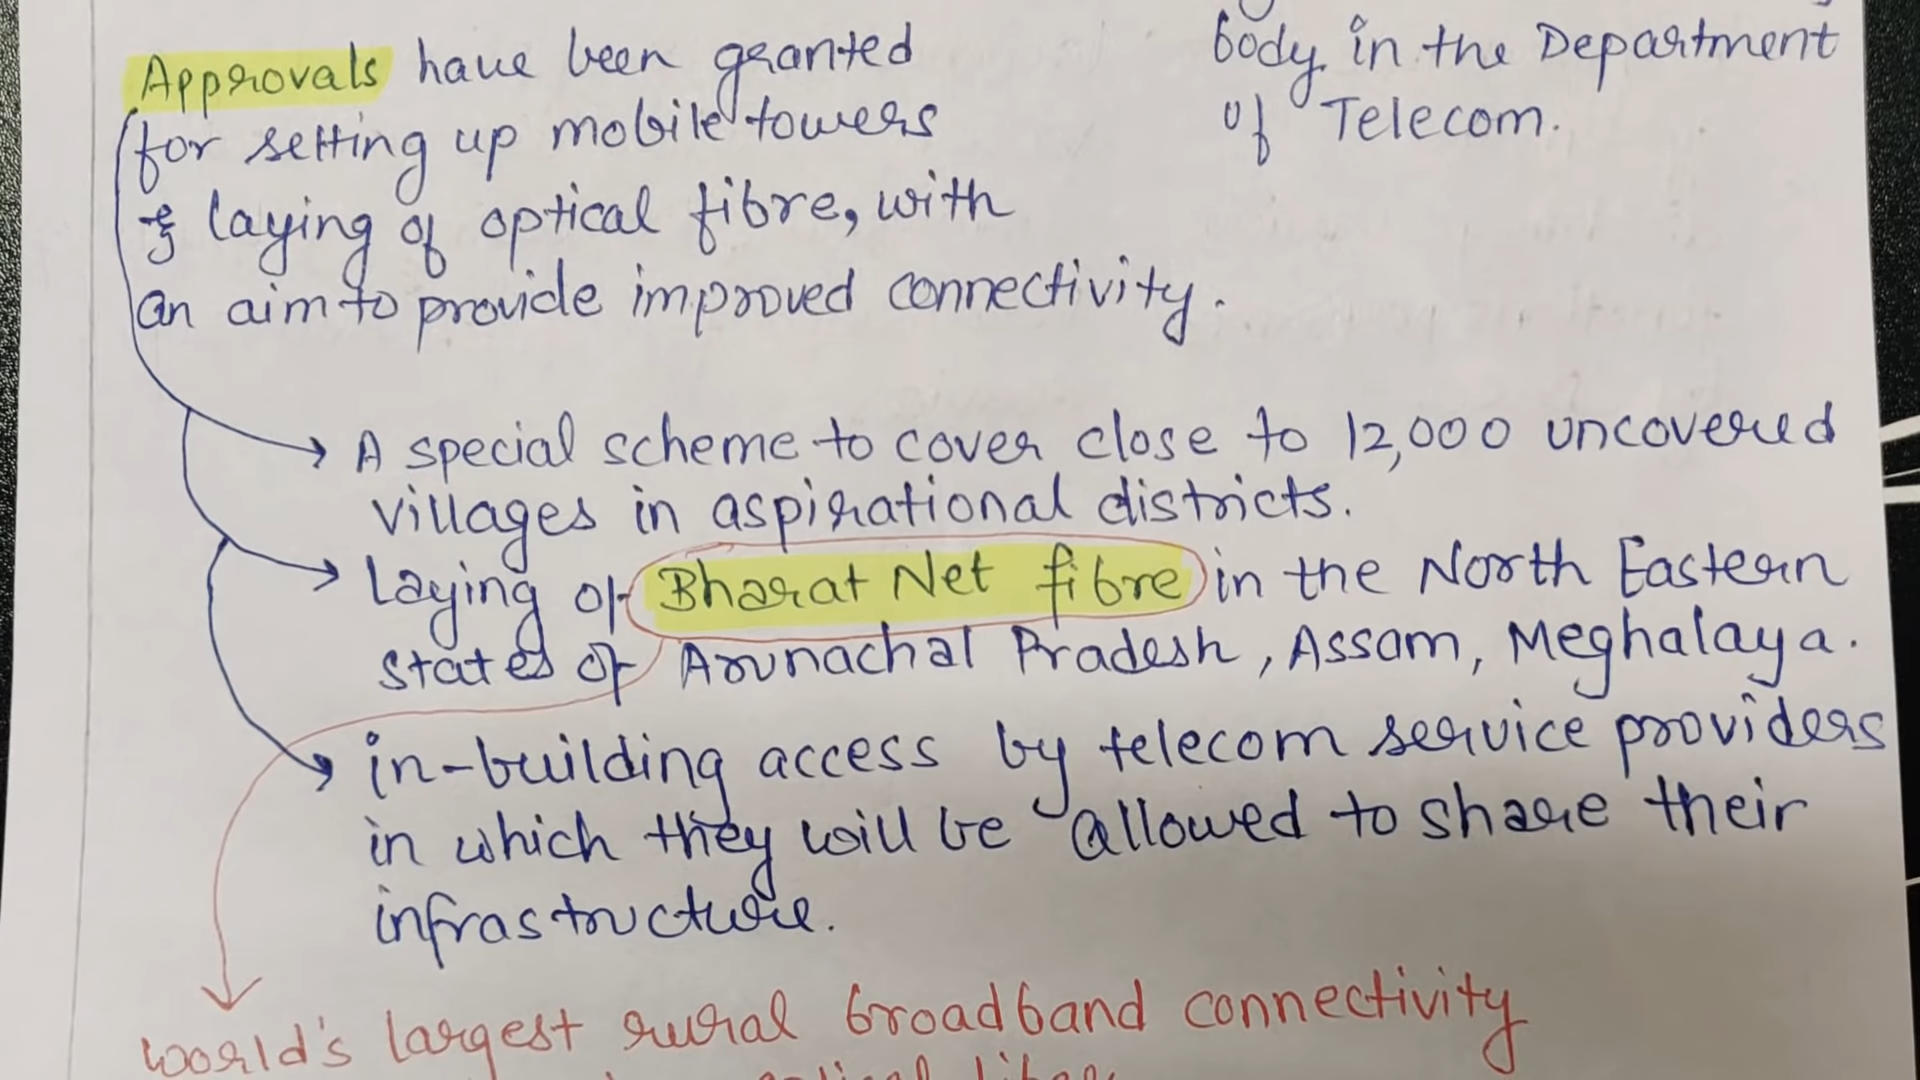 Approvals have been granted
for setting up mobile towers
& laying of optical fibre, with
an aim to provide improved connectivity.
body in the Department
of Telecom.
→ A special scheme to cover close to 12,000 uncovered
villages in aspirational districts.
→ Laying of Bharat Net fibre in the North Eastern
states of Arunachal Pradesh, Assam, Meghalaya.
→ in-building access by telecom service providers
in which they will be allowed to share their
infrastructure.
world's largest rural broadband connectivity